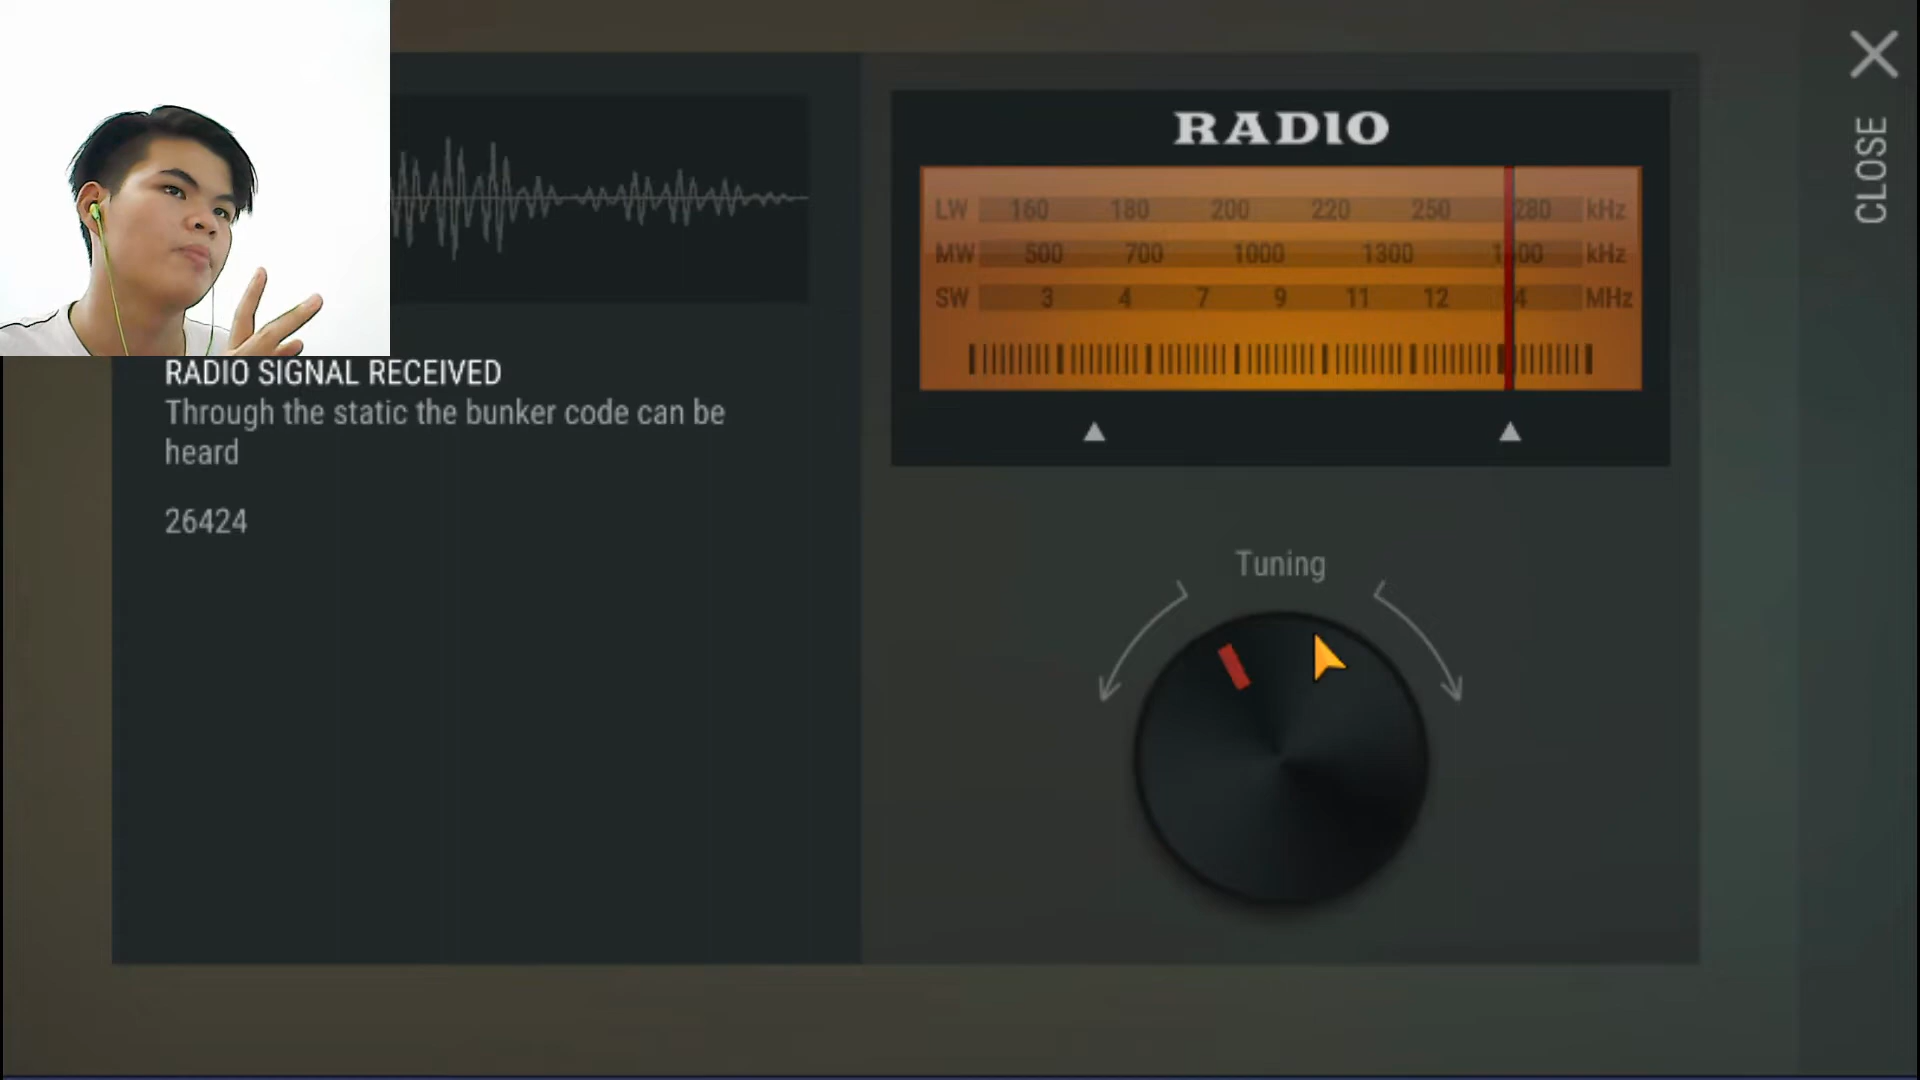 RADIO
LW 160 180 200 220 250 280 kHz
MW 500 700 1000 1300 kHz
SW 3 4 7 9 11 12 MHz
CLOSE
RADIO SIGNAL RECEIVED
Through the static the bunker code can be
heard
26424
Tuning